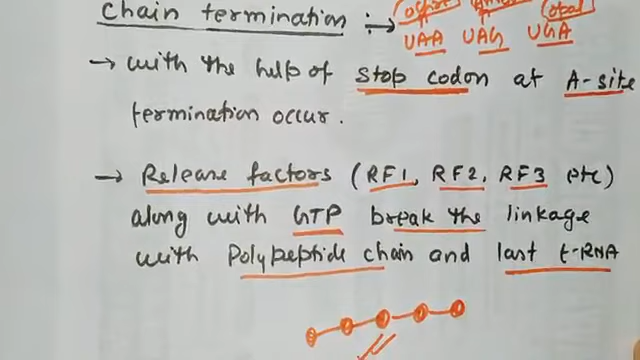 Chain termination :→ UAA UAG UGA
opal
→ with the help of stop codon at A-site
termination occur.
→ Release factors (RF1, RF2, RF3 etc)
along with GTP break the linkage
with Polypeptide chain and last t-RNA